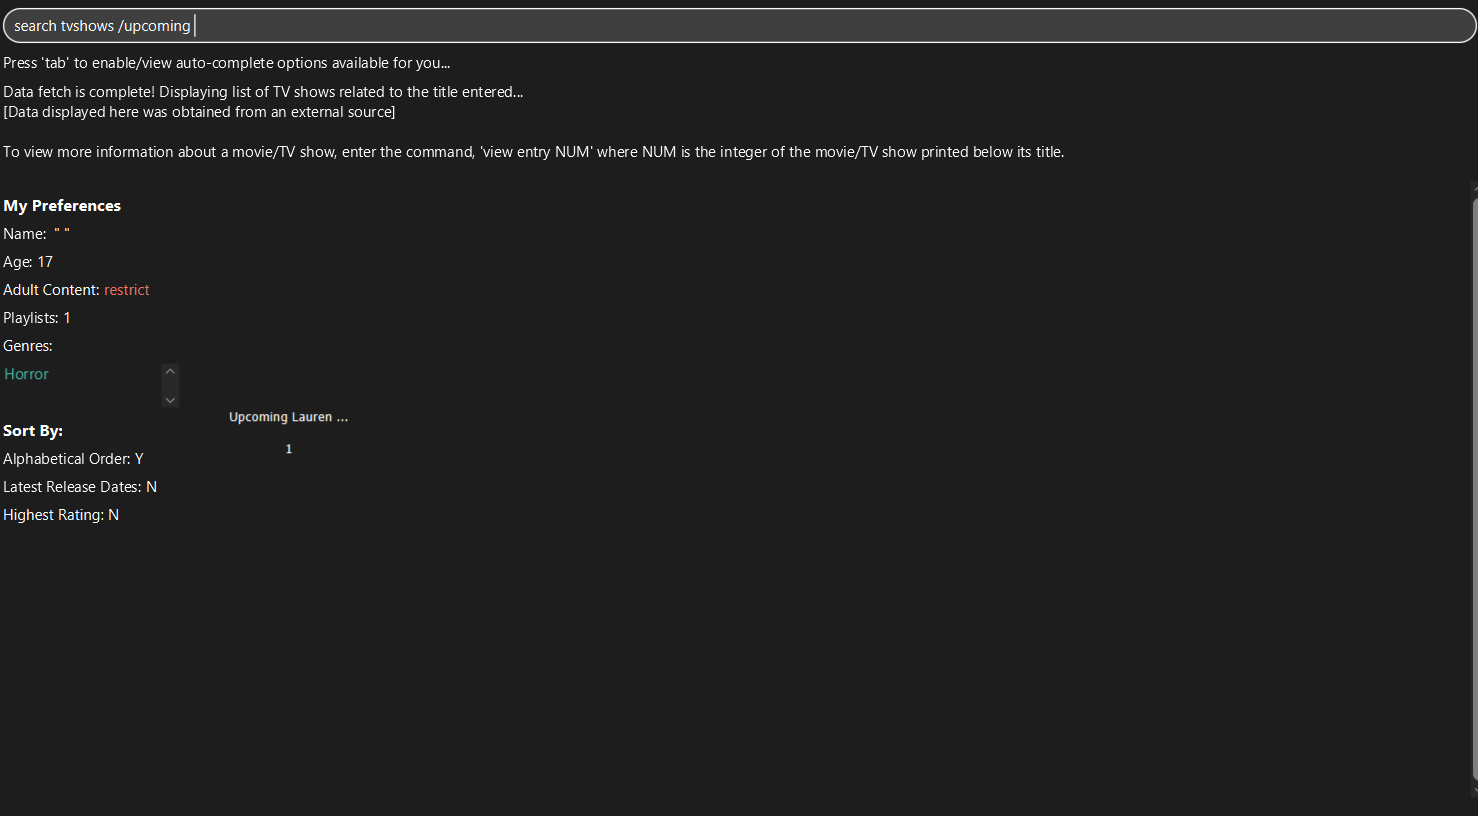 search tvshows /upcoming
Press 'tab' to enable/view auto-complete options available for you...
Data fetch is complete! Displaying list of TV shows related to the title entered...
[Data displayed here was obtained from an external source]
To view more information about a movie/TV show, enter the command, 'view entry NUM' where NUM is the integer of the movie/TV show printed below its title.
My Preferences
Name: " "
Age: 17
Adult Content: restrict
Playlists: 1
Genres:
Horror
Sort By:
Alphabetical Order: Y
Latest Release Dates: N
Highest Rating: N
Upcoming Lauren ...
1